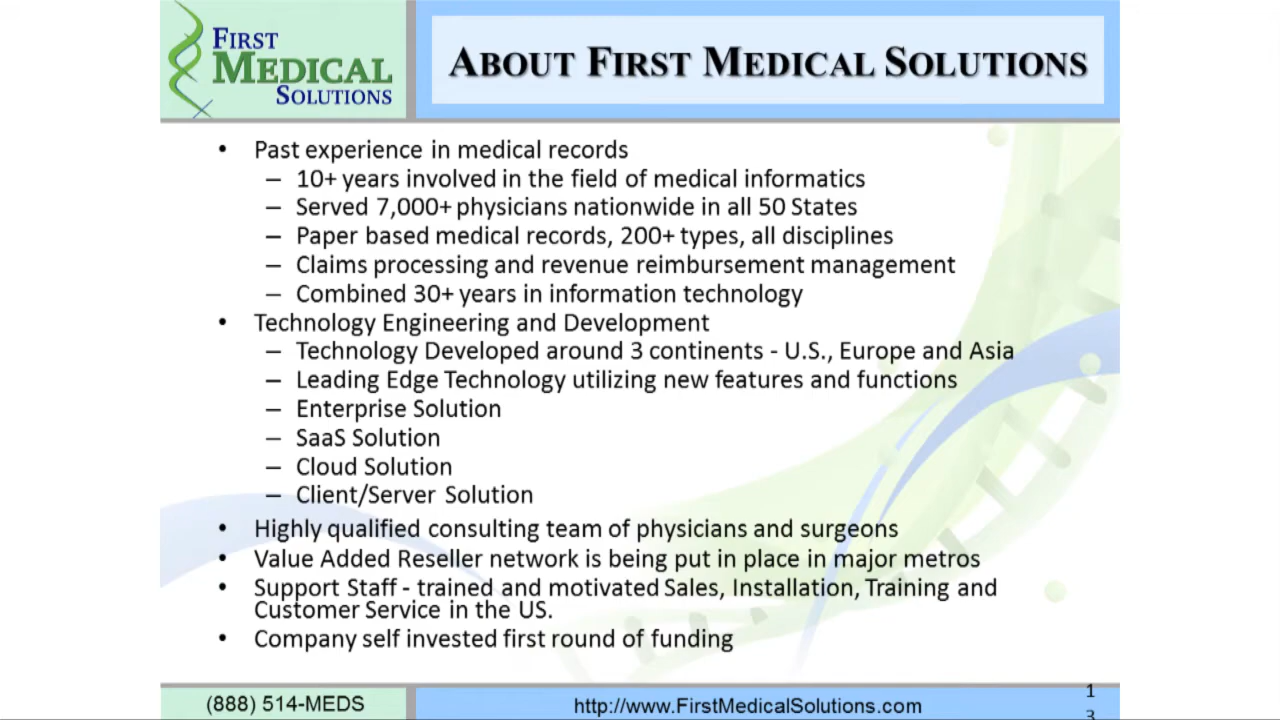 FIRST
MEDICAL
SOLUTIONS
ABOUT FIRST MEDICAL SOLUTIONS
• Past experience in medical records
– 10+ years involved in the field of medical informatics
– Served 7,000+ physicians nationwide in all 50 States
– Paper based medical records, 200+ types, all disciplines
– Claims processing and revenue reimbursement management
– Combined 30+ years in information technology
• Technology Engineering and Development
– Technology Developed around 3 continents - U.S., Europe and Asia
– Leading Edge Technology utilizing new features and functions
– Enterprise Solution
– SaaS Solution
– Cloud Solution
– Client/Server Solution
• Highly qualified consulting team of physicians and surgeons
• Value Added Reseller network is being put in place in major metros
• Support Staff - trained and motivated Sales, Installation, Training and
Customer Service in the US.
• Company self invested first round of funding
(888) 514-MEDS
http://www.FirstMedicalSolutions.com
1
3